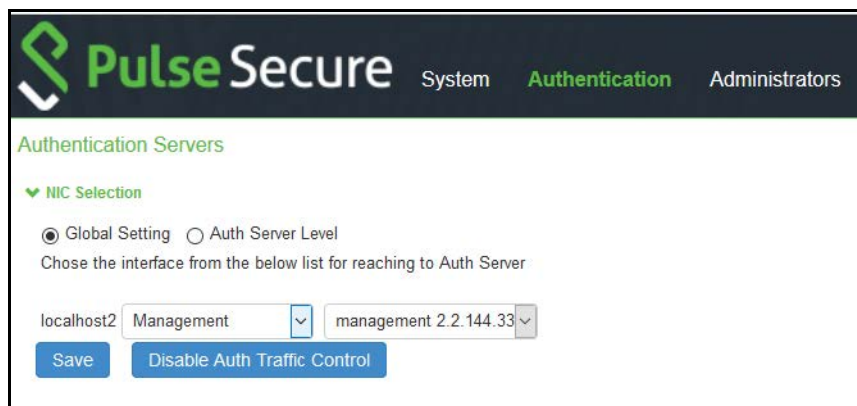 Pulse Secure System Authentication Administrators
Authentication Servers
NIC Selection
Global Setting Auth Server Level
Chose the interface from the below list for reaching to Auth Server
localhost2 Management management 2.2.144.33
Save Disable Auth Traffic Control